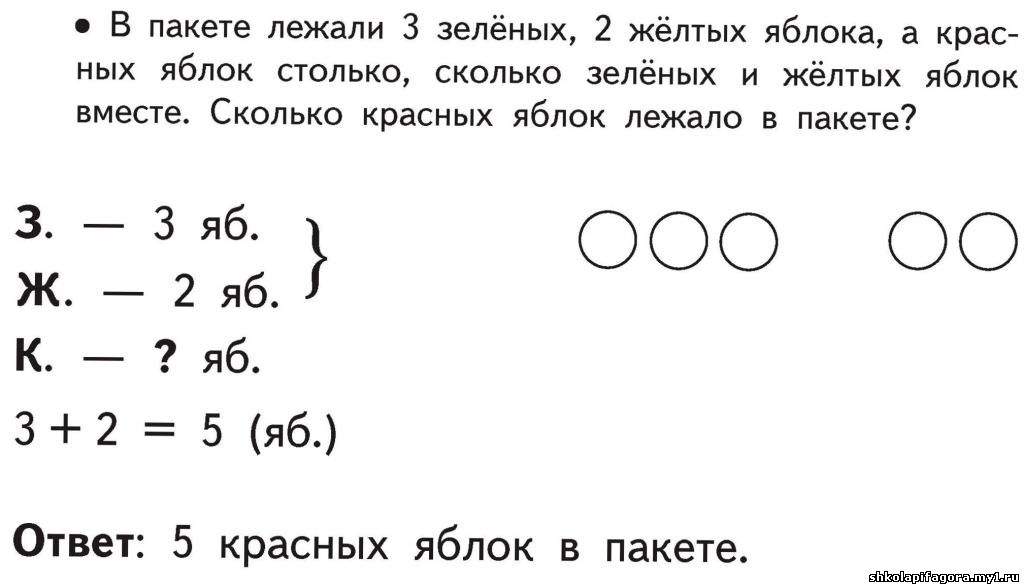 • В пакете лежали 3 зелёных, 2 жёлтых яблока, а крас-
ных яблок столько, сколько зелёных и жёлтых яблок
вместе. Сколько красных яблок лежало в пакете?
З. — 3 яб. }
Ж. — 2 яб.
К. — ? яб.
3 + 2 = 5 (яб.)
Ответ: 5 красных яблок в пакете.
shkolapifagora.my1.ru